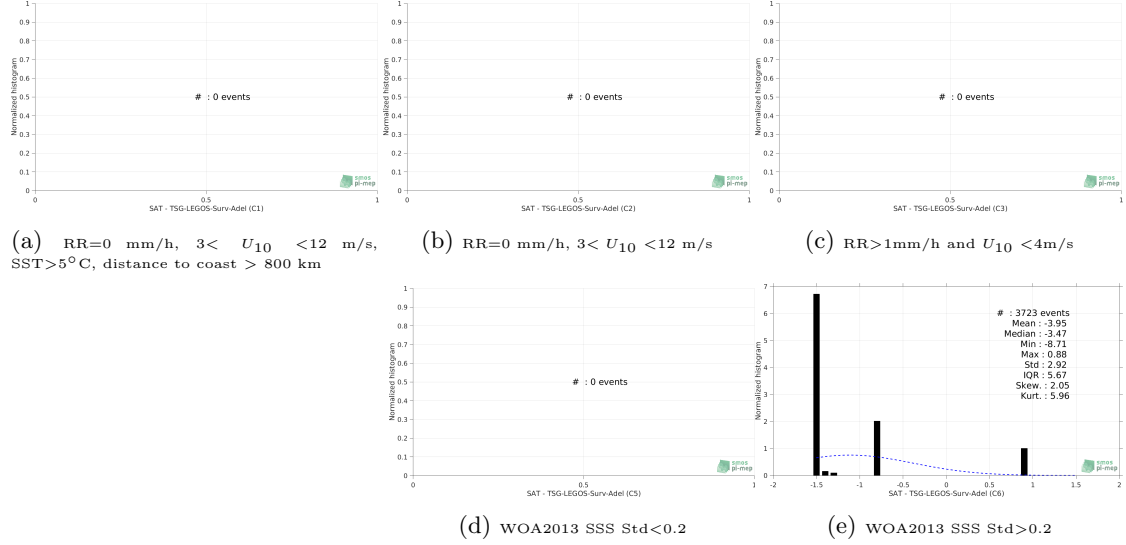 1
0.9
0.8
0.7
0.6
0.5
0.4
0.3
0.2
0.1
0
Normalized histogram
# : 0 events
smos
pi-mep
0 0.5 1
SAT - TSG-LEGOS-Surv-Adel (C1)
(a) RR=0 mm/h, 3< U10 <12 m/s,
SST>5°C, distance to coast > 800 km
1
0.9
0.8
0.7
0.6
0.5
0.4
0.3
0.2
0.1
0
Normalized histogram
# : 0 events
smos
pi-mep
0 0.5 1
SAT - TSG-LEGOS-Surv-Adel (C2)
(b) RR=0 mm/h, 3< U10 <12 m/s
1
0.9
0.8
0.7
0.6
0.5
0.4
0.3
0.2
0.1
0
Normalized histogram
# : 0 events
smos
pi-mep
0 0.5 1
SAT - TSG-LEGOS-Surv-Adel (C3)
(c) RR>1mm/h and U10 <4m/s
1
0.9
0.8
0.7
0.6
0.5
0.4
0.3
0.2
0.1
0
Normalized histogram
# : 0 events
smos
pi-mep
0 0.5 1
SAT - TSG-LEGOS-Surv-Adel (C5)
(d) WOA2013 SSS Std<0.2
7
6
5
4
3
2
1
0
Normalized histogram
# : 3723 events
Mean : -3.95
Median : -3.47
Min : -8.71
Max : 0.88
Std : 2.92
IQR : 5.67
Skew. : 2.05
Kurt. : 5.96
smos
pi-mep
-2 -1.5 -1 -0.5 0 0.5 1 1.5 2
SAT - TSG-LEGOS-Surv-Adel (C6)
(e) WOA2013 SSS Std>0.2